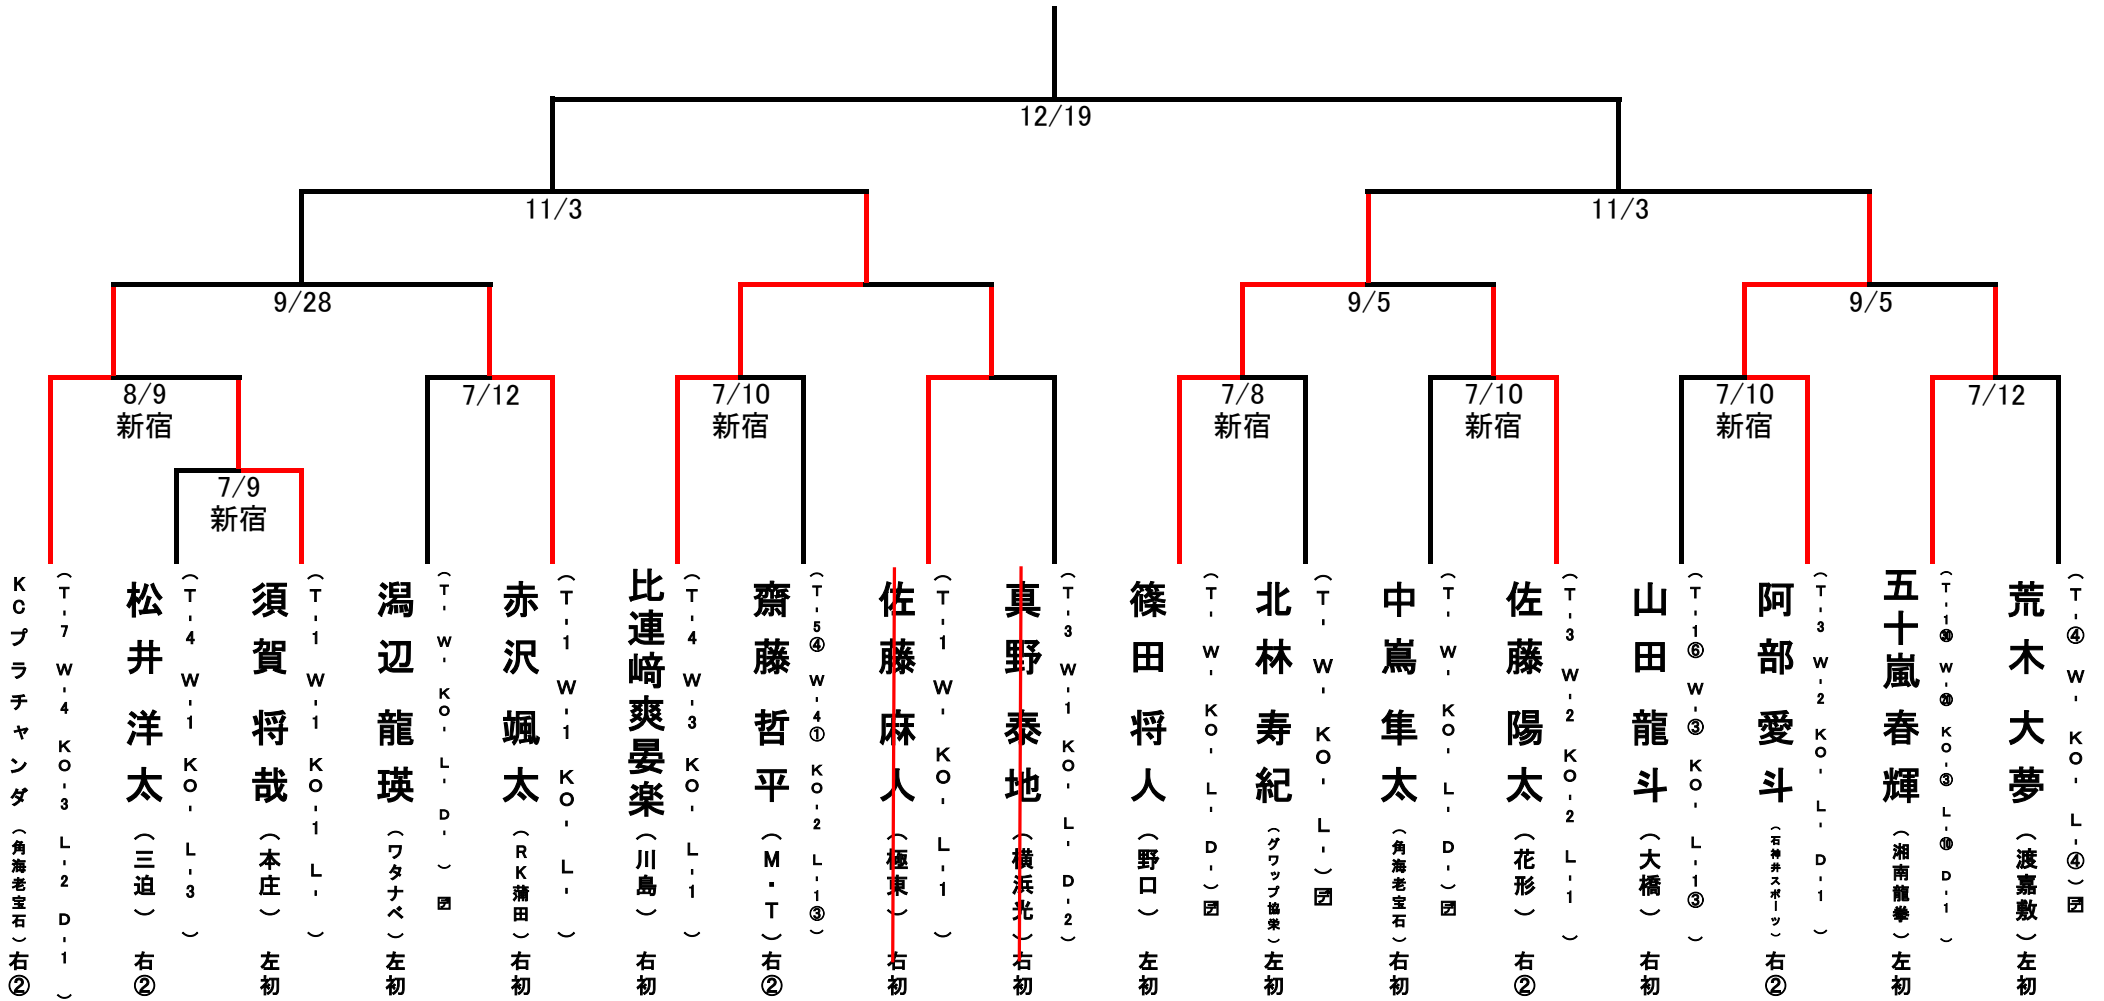 12/19
11/3
11/3
9/28
9/5
9/5
8/9
新宿
7/12
7/10
新宿
7/8
新宿
7/10
新宿
7/10
新宿
7/12
7/9
新宿
KCプラチャンダ(角海老宝石)右②
(T-7 W-4 KO-3 L-2 D-1 )
松井洋太(三迫)右②
(T-4 W-1 KO- L-3 )
須賀将哉(本庄)左初
(T-1 W-1 KO-1 L- )
潟辺龍瑛(ワタナベ)左初
(T- W- KO- L- D- )デ
赤沢颯太(RK蒲田)右初
(T-1 W-1 KO- L- )
比連﨑爽晏楽(川島)右初
(T-4 W-3 KO- L-1 )
齋藤哲平(M・T)右②
(T-5④ W-4① KO-2 L-1③)
佐藤麻人(極東)右初
(T-1 W- KO- L-1 )
真野泰地(横浜光)右初
(T-3 W-1 KO- L- D-2)
篠田将人(野口)左初
(T- W- KO- L- D-)デ
北林寿紀(グワップ協栄)左初
(T- W- KO- L-)デ
中嶌隼太(角海老宝石)右初
(T- W- KO- L- D-)デ
佐藤陽太(花形)右②
(T-3 W-2 KO-2 L-1 )
山田龍斗(大橋)右初
(T-1⑥ W-③ KO- L-1③ )
阿部愛斗(石神井スポーツ)右②
(T-3 W-2 KO- L- D-1 )
五十嵐春輝(湘南龍拳)左初
(T-1㉚ W-⑳ KO-③ L-⑩ D-1 )
荒木大夢(渡嘉敷)左初
(T-④ W- KO- L-④)デ